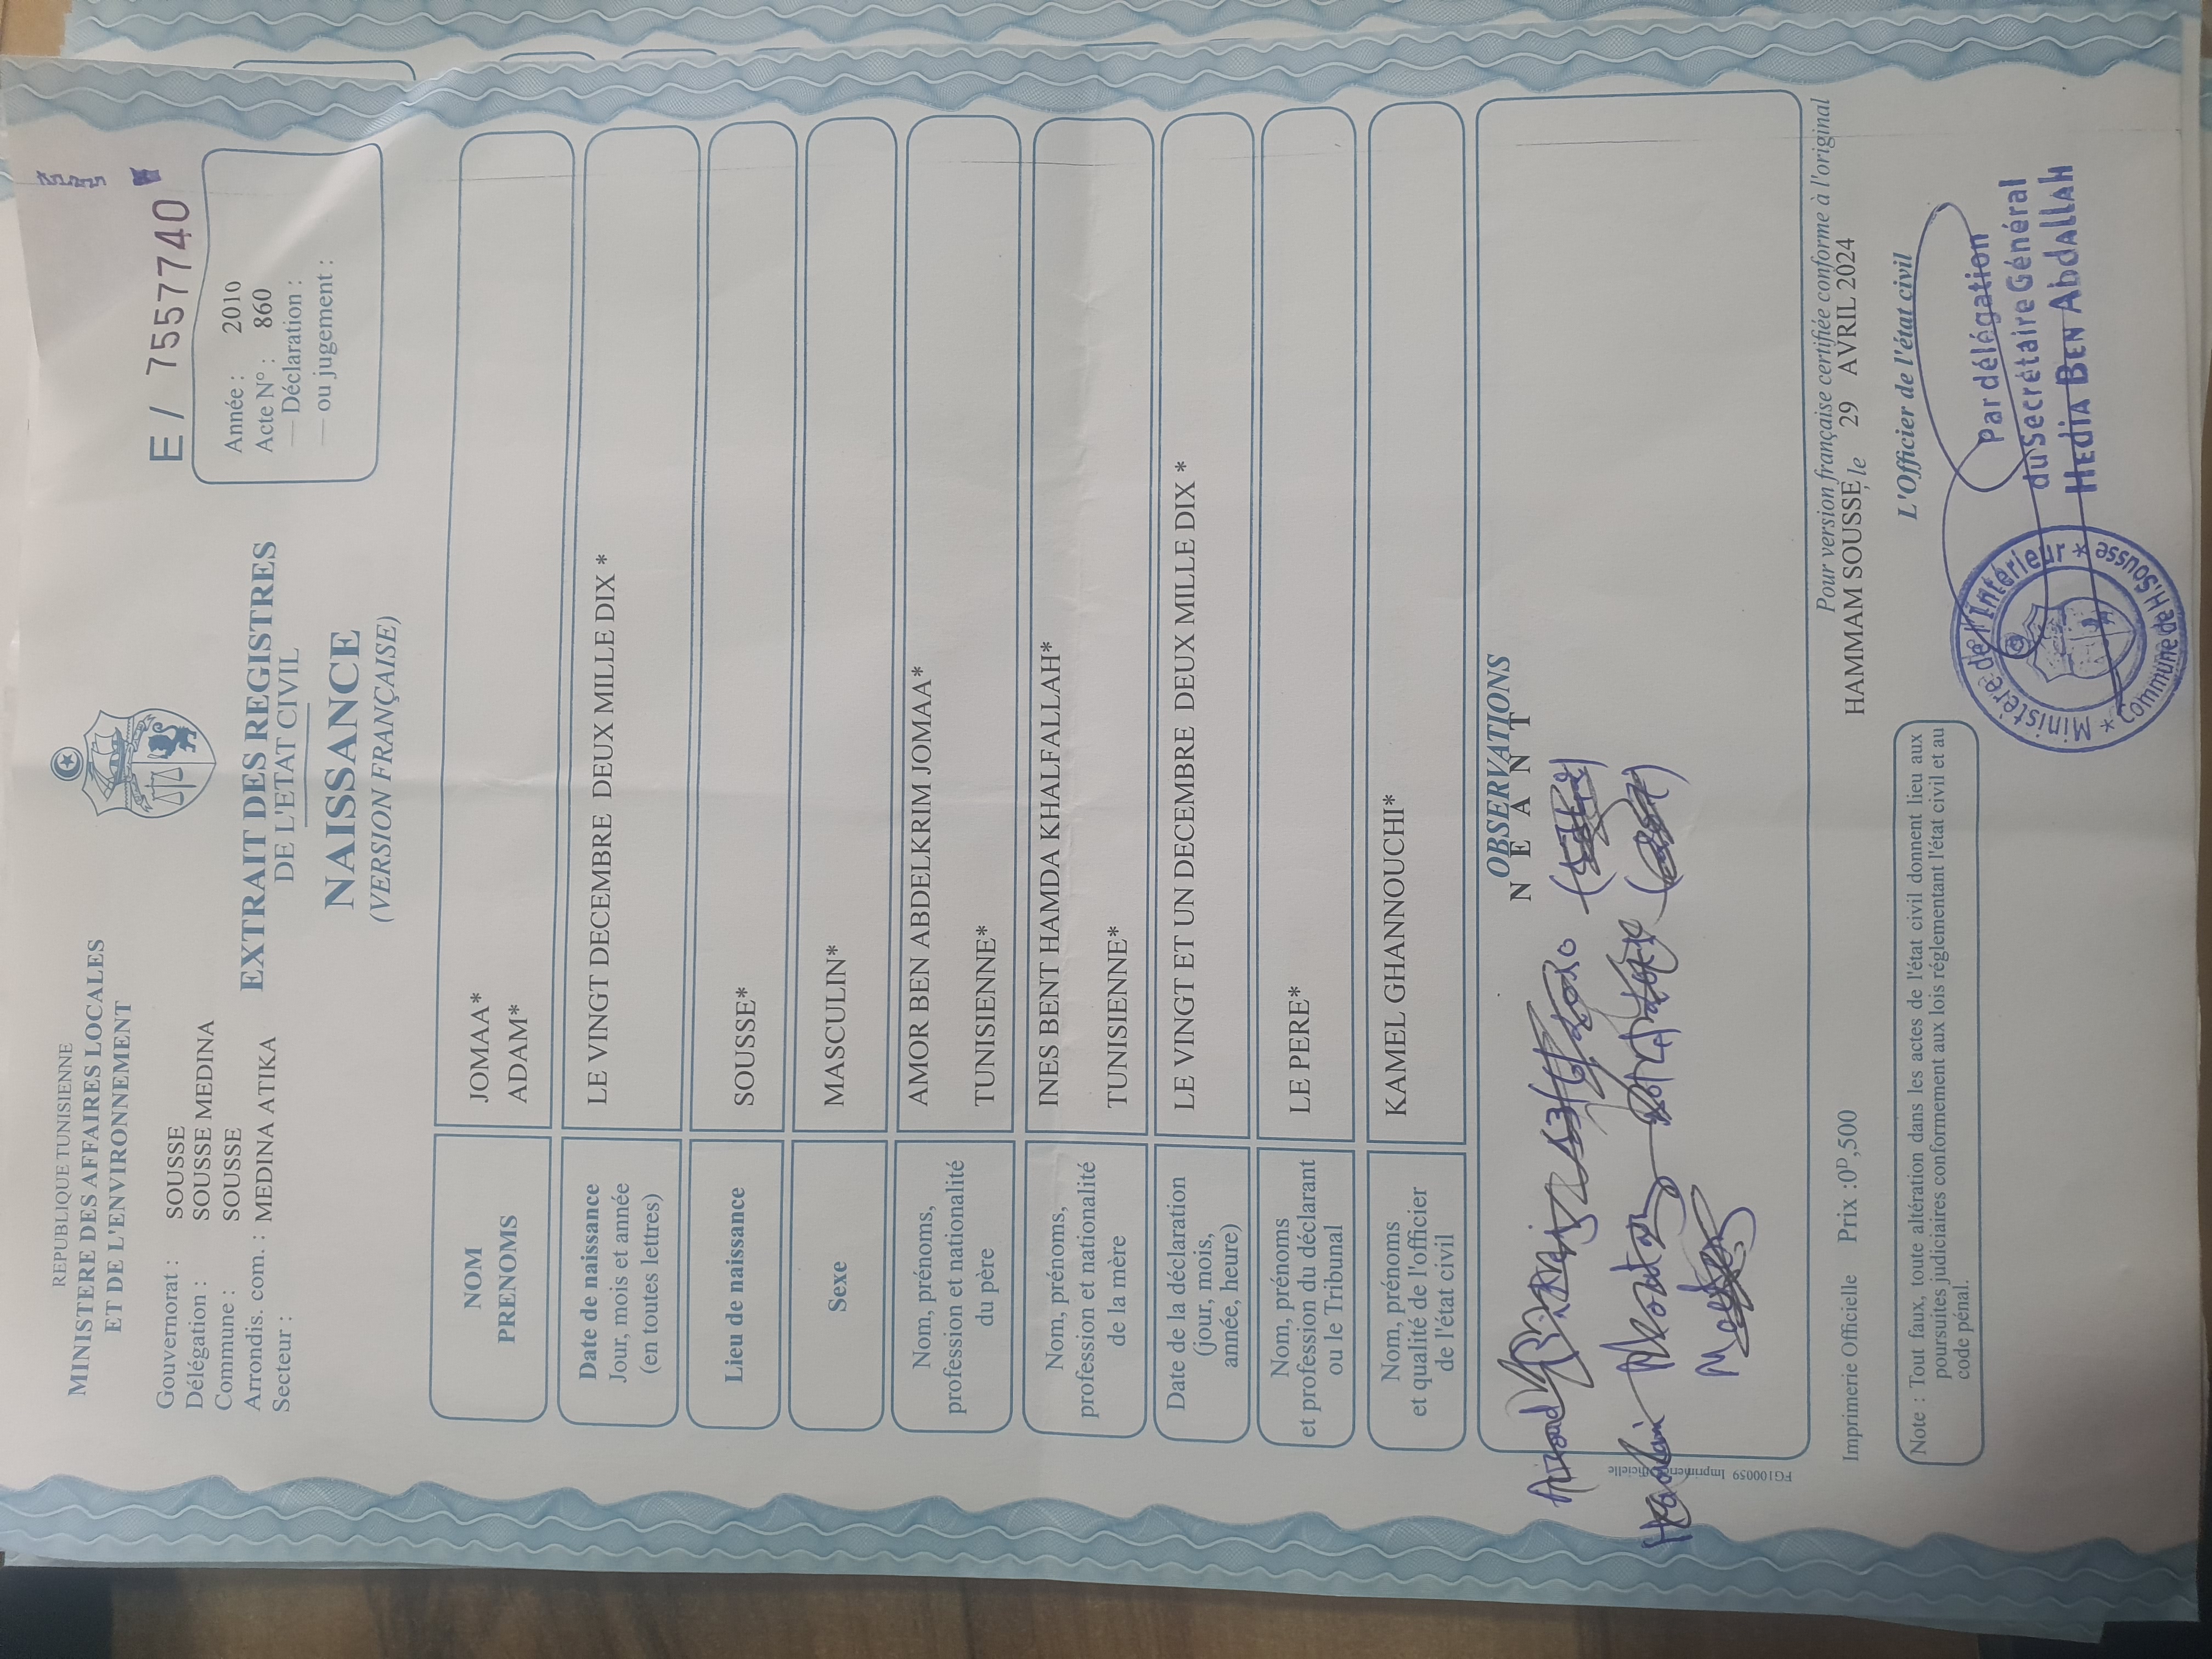 REPUBLIQUE TUNISIENNE
MINISTERE DES AFFAIRES LOCALES
ET DE L'ENVIRONNEMENT
Gouvernorat : SOUSSE
Délégation : SOUSSE MEDINA
Commune : SOUSSE
Arrondis. com. : MEDINA ATIKA
Secteur :
E / 7557740
Année : 2010
Acte N° : 860
— Déclaration :
— ou jugement :
EXTRAIT DES REGISTRES
DE L'ETAT CIVIL
NAISSANCE
(VERSION FRANÇAISE)
NOM
PRENOMS
JOMAA*
ADAM*
Date de naissance
Jour, mois et année
(en toutes lettres)
LE VINGT DECEMBRE DEUX MILLE DIX *
Lieu de naissance
SOUSSE*
Sexe
MASCULIN*
Nom, prénoms,
profession et nationalité
du père
AMOR BEN ABDELKRIM JOMAA*
TUNISIENNE*
Nom, prénoms,
profession et nationalité
de la mère
INES BENT HAMDA KHALFALLAH*
TUNISIENNE*
Date de la déclaration
(jour, mois,
année, heure)
LE VINGT ET UN DECEMBRE DEUX MILLE DIX *
Nom, prénoms
et profession du déclarant
ou le Tribunal
LE PERE*
Nom, prénoms
et qualité de l'officier
de l'état civil
KAMEL GHANNOUCHI*
OBSERVATIONS
N E A N T
FG100059 Imprimerie Officielle
Pour version française certifiée conforme à l'original
Imprimerie Officielle Prix :0D,500
HAMMAM SOUSSE, le 29 AVRIL 2024
L'Officier de l'état civil
Note : Tout faux, toute altération dans les actes de l'état civil donnent lieu aux
poursuites judiciaires conformement aux lois réglementant l'état civil et au
code pénal.
Par délégation
du Secrétaire Général
HEDIA BEN AbdALLAH
Ministère de l'Intérieur * Commune de H.Sousse *